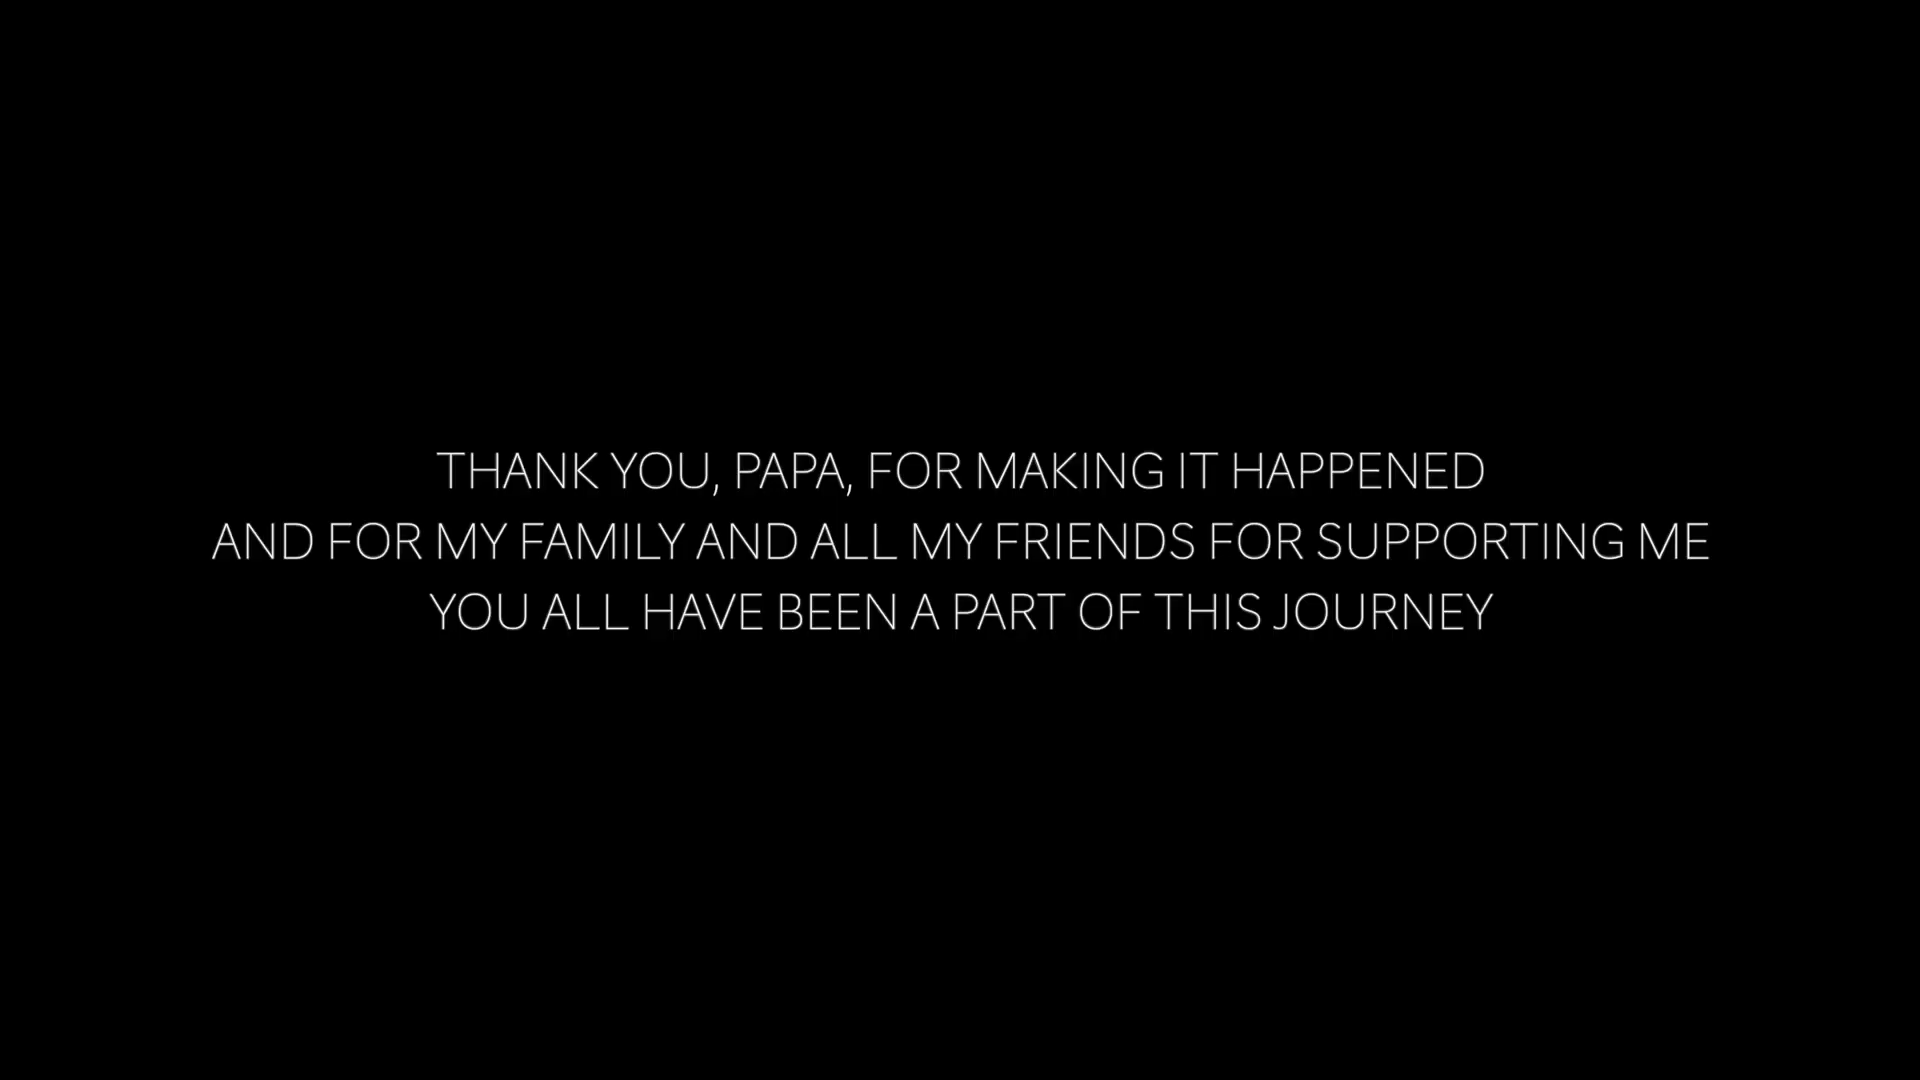 THANK YOU, PAPA, FOR MAKING IT HAPPENED
AND FOR MY FAMILY AND ALL MY FRIENDS FOR SUPPORTING ME
YOU ALL HAVE BEEN A PART OF THIS JOURNEY